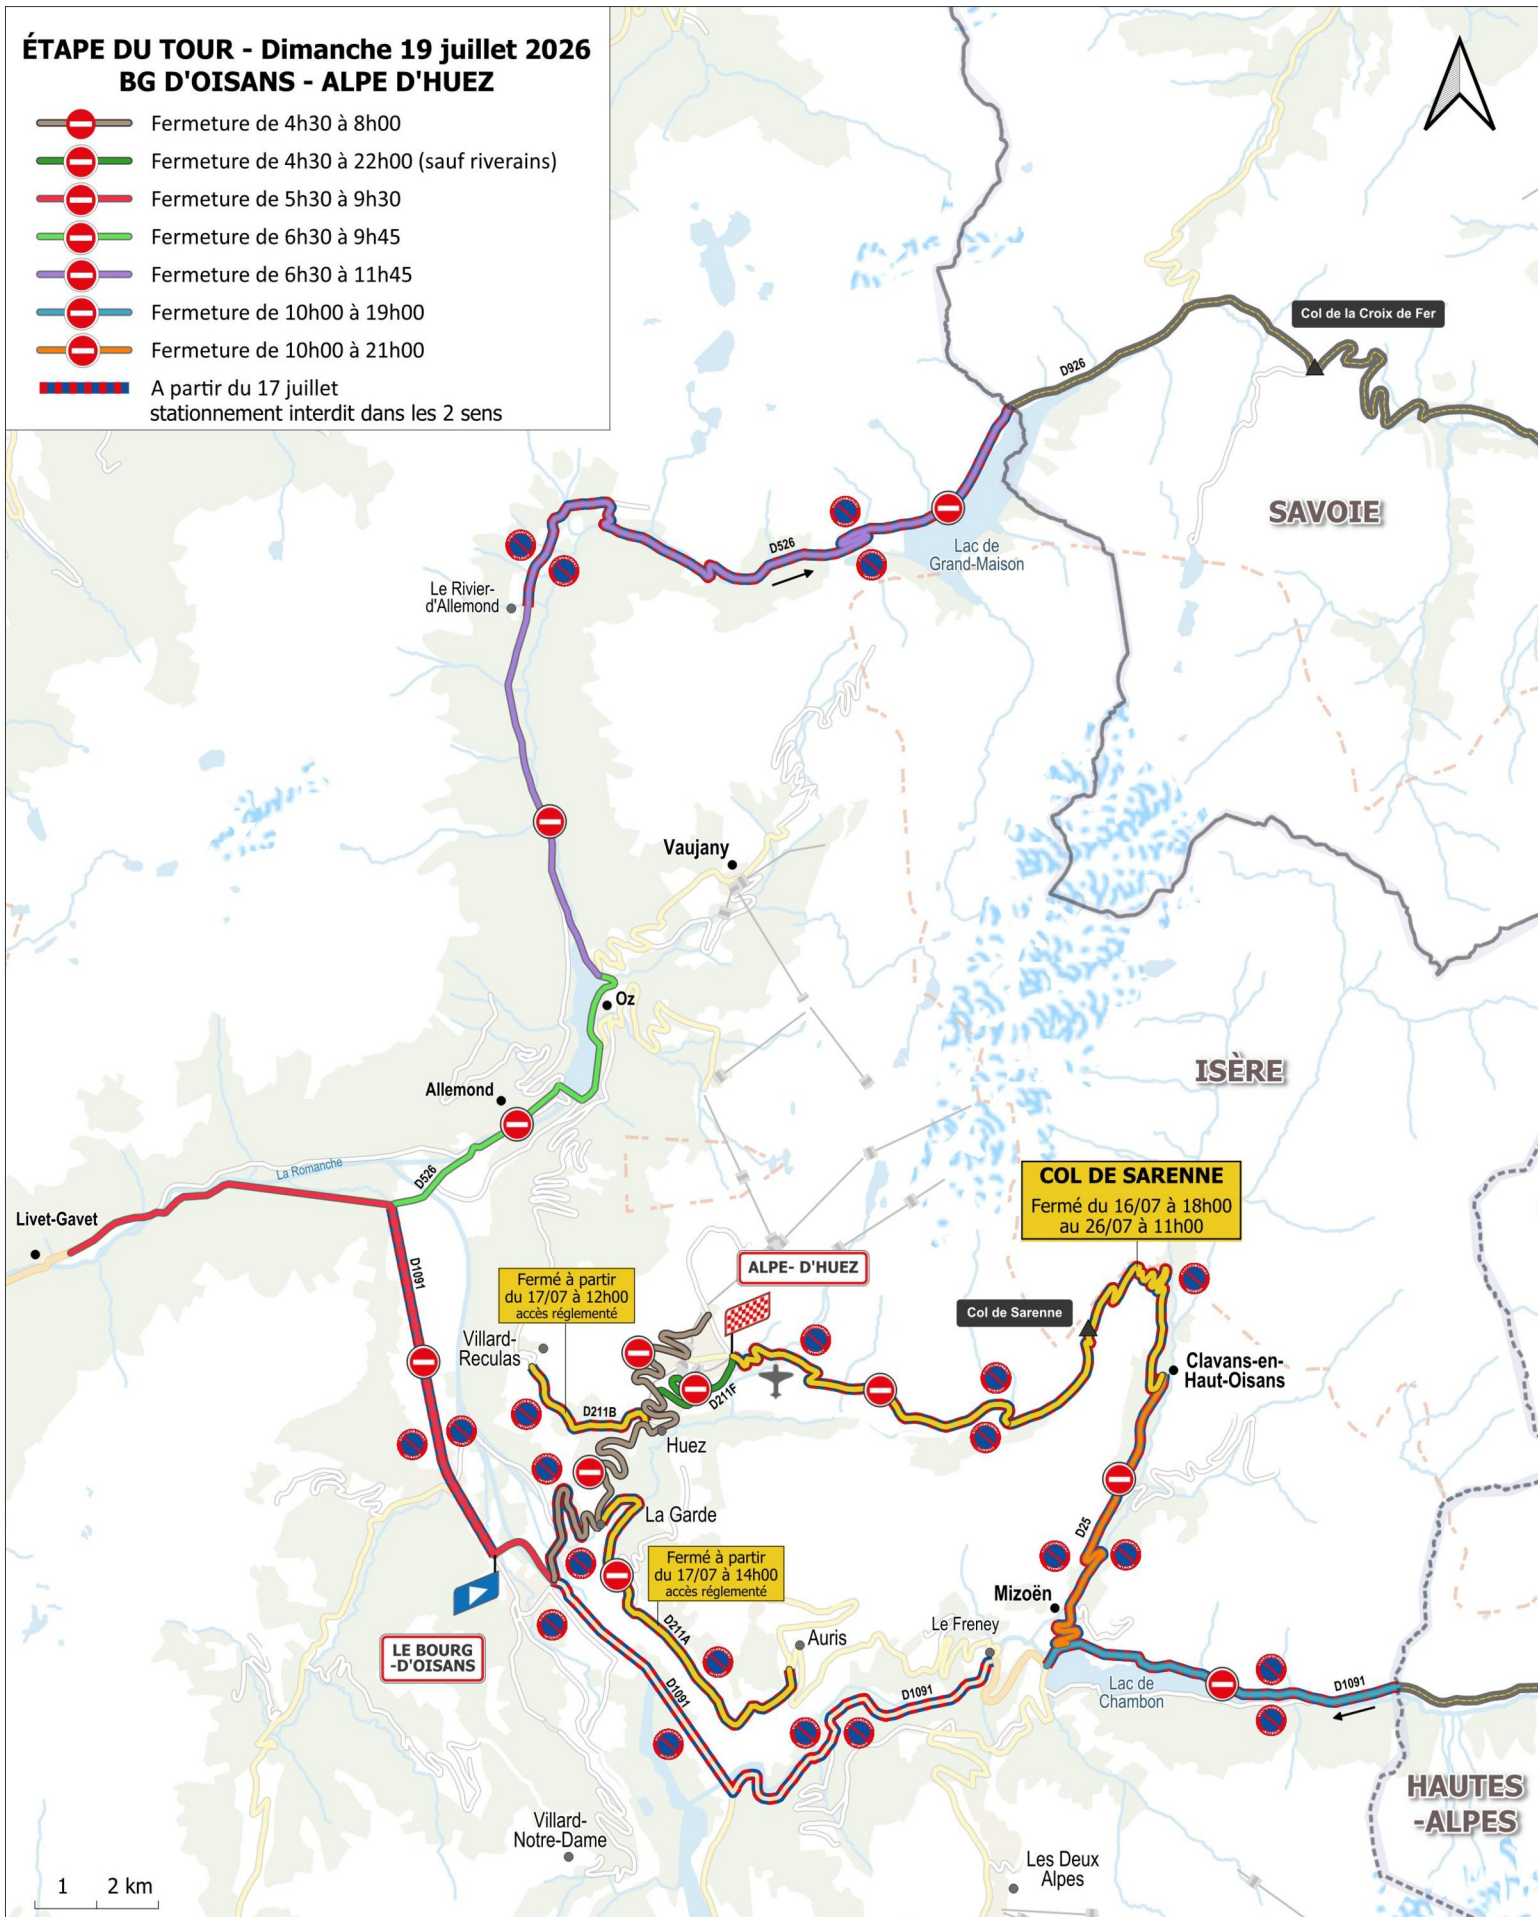 ÉTAPE DU TOUR - Dimanche 19 juillet 2026
BG D'OISANS - ALPE D'HUEZ
Fermeture de 4h30 à 8h00
Fermeture de 4h30 à 22h00 (sauf riverains)
Fermeture de 5h30 à 9h30
Fermeture de 6h30 à 9h45
Fermeture de 6h30 à 11h45
Fermeture de 10h00 à 19h00
Fermeture de 10h00 à 21h00
A partir du 17 juillet
stationnement interdit dans les 2 sens
Col de la Croix de Fer
D926
SAVOIE
D526
Lac de
Grand-Maison
Le Rivier-
d'Allemond
Vaujany
Oz
ISÈRE
Allemond
La Romanche
D526
COL DE SARENNE
Fermé du 16/07 à 18h00
au 26/07 à 11h00
Livet-Gavet
D1091
ALPE- D'HUEZ
Fermé à partir
du 17/07 à 12h00
accès réglementé
Col de Sarenne
Villard-
Reculas
Clavans-en-
Haut-Oisans
D211B
D211F
Huez
La Garde
D25
Fermé à partir
du 17/07 à 14h00
accès réglementé
Mizoën
LE BOURG
-D'OISANS
D211A
Auris
Le Freney
D1091
D1091
Lac de
Chambon
D1091
HAUTES
-ALPES
Villard-
Notre-Dame
Les Deux
Alpes
1 2 km